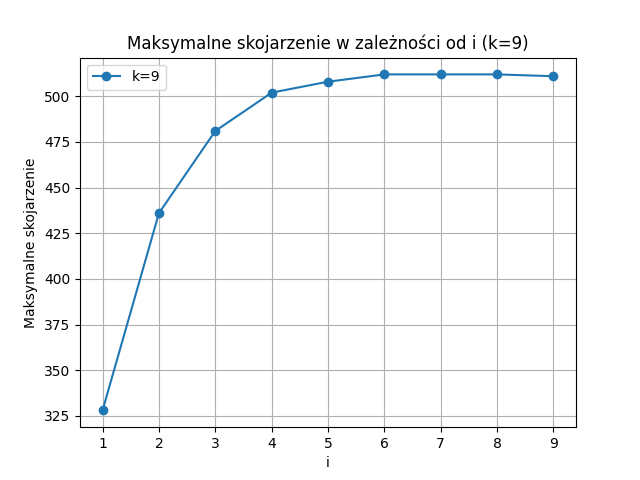 Maksymalne skojarzenie w zależności od i (k=9)
k=9
Maksymalne skojarzenie
500
475
450
425
400
375
350
325
1 2 3 4 5 6 7 8 9
i